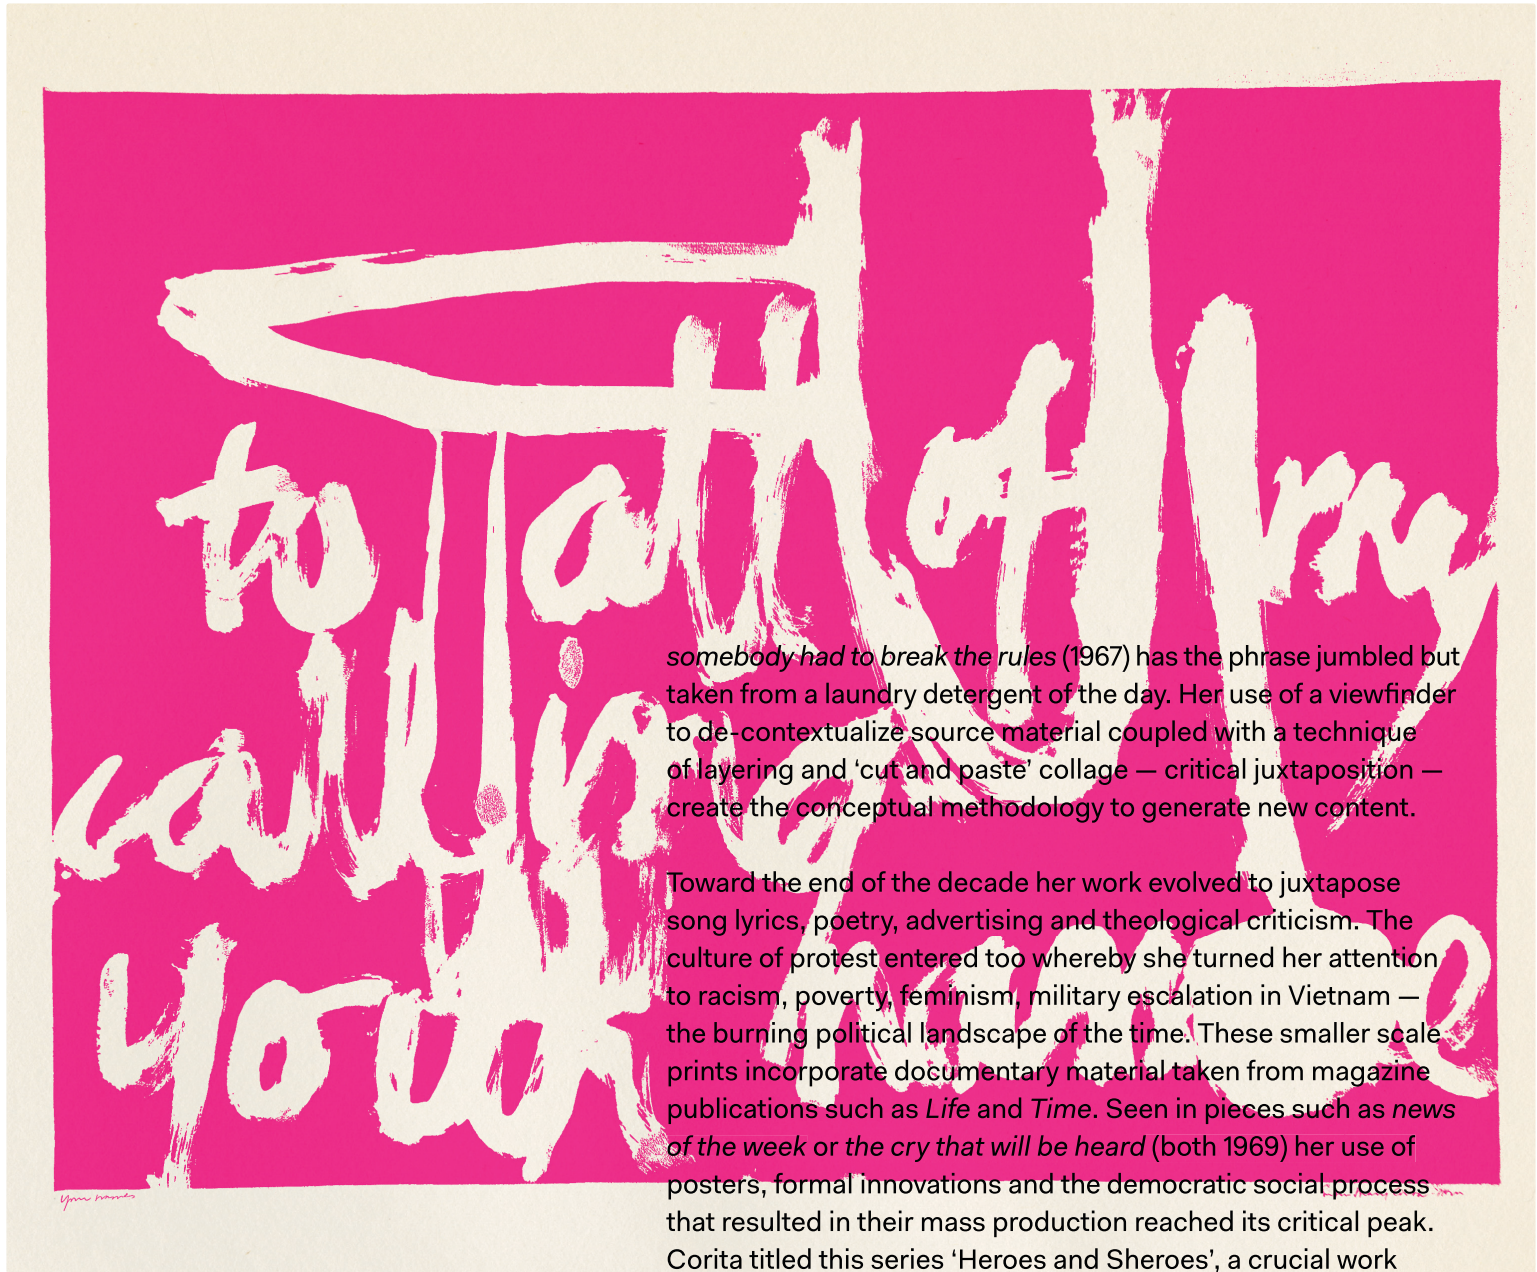 to all of my
calling
you home
somebody had to break the rules (1967) has the phrase jumbled but
taken from a laundry detergent of the day. Her use of a viewfinder
to de-contextualize source material coupled with a technique
of layering and ‘cut and paste’ collage — critical juxtaposition —
create the conceptual methodology to generate new content.
Toward the end of the decade her work evolved to juxtapose
song lyrics, poetry, advertising and theological criticism. The
culture of protest entered too whereby she turned her attention
to racism, poverty, feminism, military escalation in Vietnam —
the burning political landscape of the time. These smaller scale
prints incorporate documentary material taken from magazine
publications such as Life and Time. Seen in pieces such as news
of the week or the cry that will be heard (both 1969) her use of
posters, formal innovations and the democratic social process
that resulted in their mass production reached its critical peak.
Corita titled this series ‘Heroes and Sheroes’, a crucial work